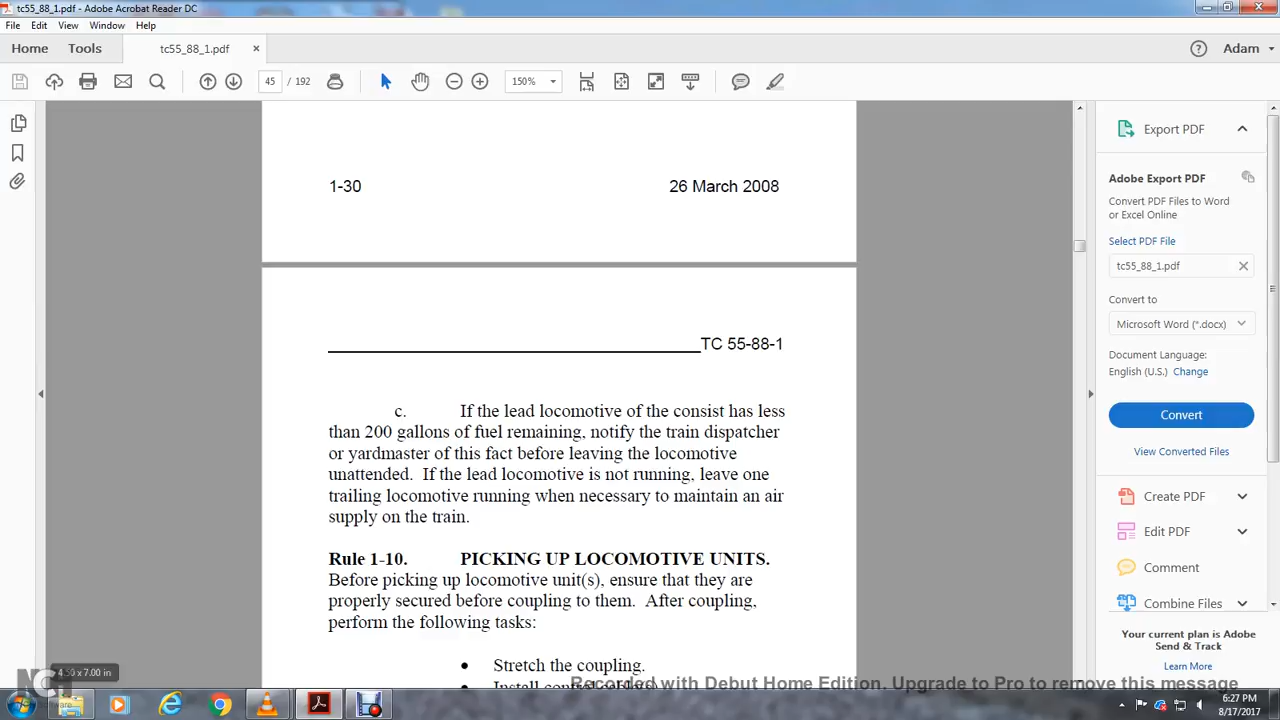 tc55_88_1.pdf - Adobe Acrobat Reader DC
File Edit View Window Help
Home Tools tc55_88_1.pdf × Adam
45 / 192 150%
1-30 26 March 2008
TC 55-88-1
c. If the lead locomotive of the consist has less
than 200 gallons of fuel remaining, notify the train dispatcher
or yardmaster of this fact before leaving the locomotive
unattended. If the lead locomotive is not running, leave one
trailing locomotive running when necessary to maintain an air
supply on the train.
Rule 1-10. PICKING UP LOCOMOTIVE UNITS.
Before picking up locomotive unit(s), ensure that they are
properly secured before coupling to them. After coupling,
perform the following tasks:
• Stretch the coupling.
Export PDF
Adobe Export PDF
Convert PDF Files to Word
or Excel Online
Select PDF File
tc55_88_1.pdf
Convert to
Microsoft Word (*.docx)
Document Language:
English (U.S.) Change
Convert
View Converted Files
Create PDF
Edit PDF
Comment
Combine Files
Your current plan is Adobe
Send & Track
Learn More
4.50 x 7.00 in
NCH
Recorded with Debut Home Edition. Upgrade to Pro to remove this message
6:27 PM
8/17/2017